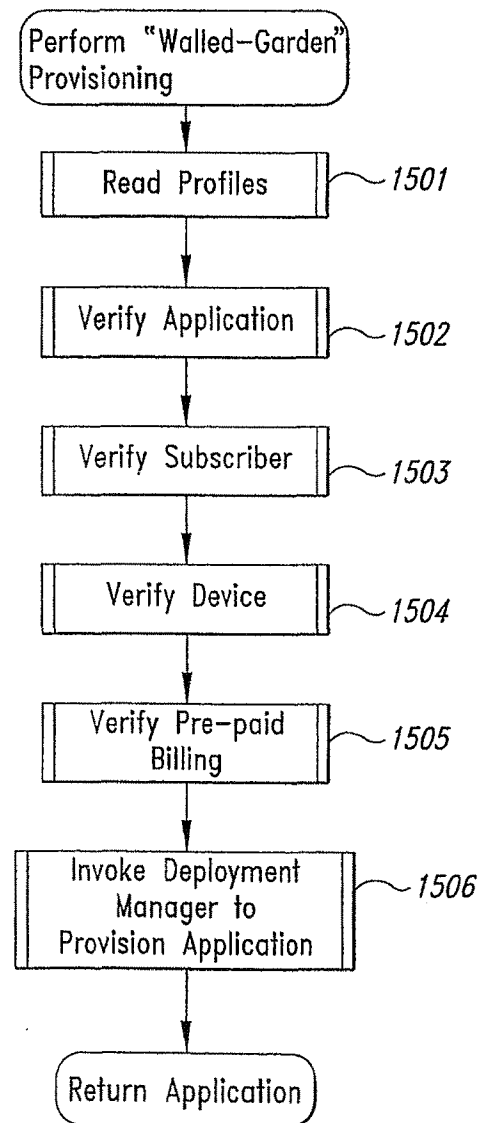 Perform "Walled-Garden"
Provisioning
Read Profiles
1501
Verify Application
1502
Verify Subscriber
1503
Verify Device
1504
Verify Pre-paid
Billing
1505
Invoke Deployment
Manager to
Provision Application
1506
Return Application